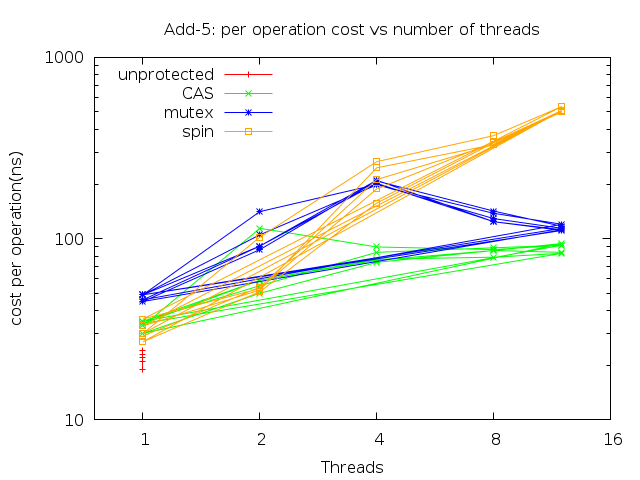 Add-5: per operation cost vs number of threads
1000
unprotected
CAS
mutex
spin
100
cost per operation(ns)
10
1 2 4 8 16
Threads